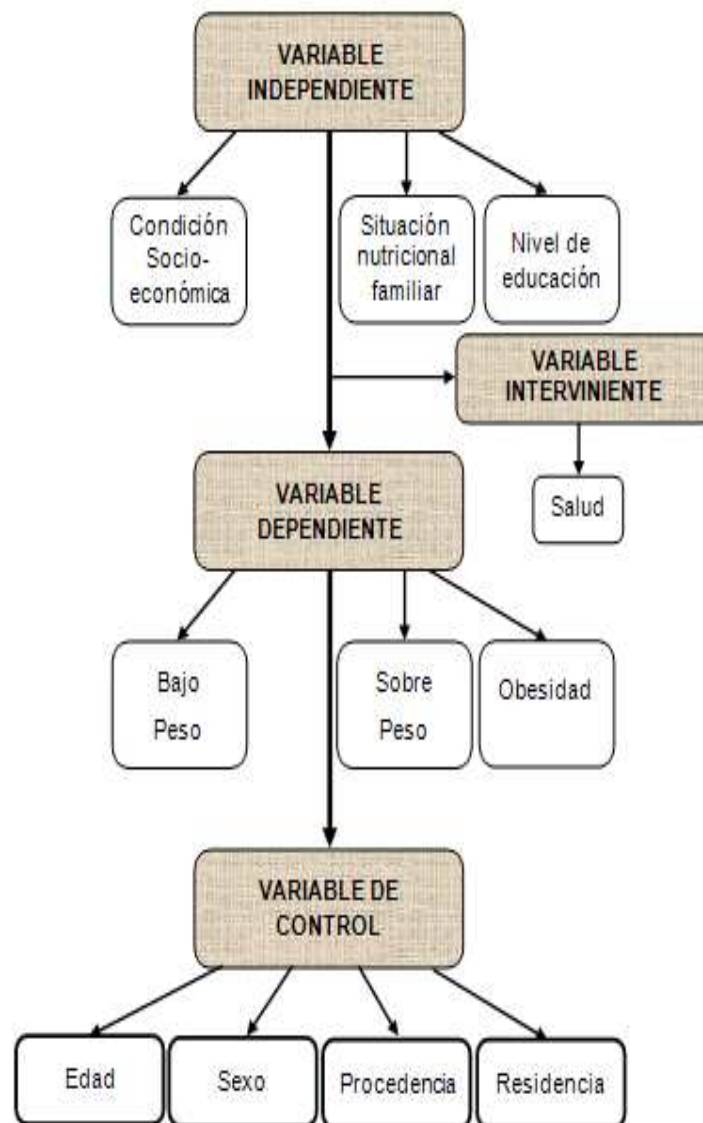 VARIABLE
INDEPENDIENTE
Condición
Socio-
económica
Situación
nutricional
familiar
Nivel de
educación
VARIABLE
INTERVINIENTE
Salud
VARIABLE
DEPENDIENTE
Bajo
Peso
Sobre
Peso
Obesidad
VARIABLE DE
CONTROL
Edad
Sexo
Procedencia
Residencia